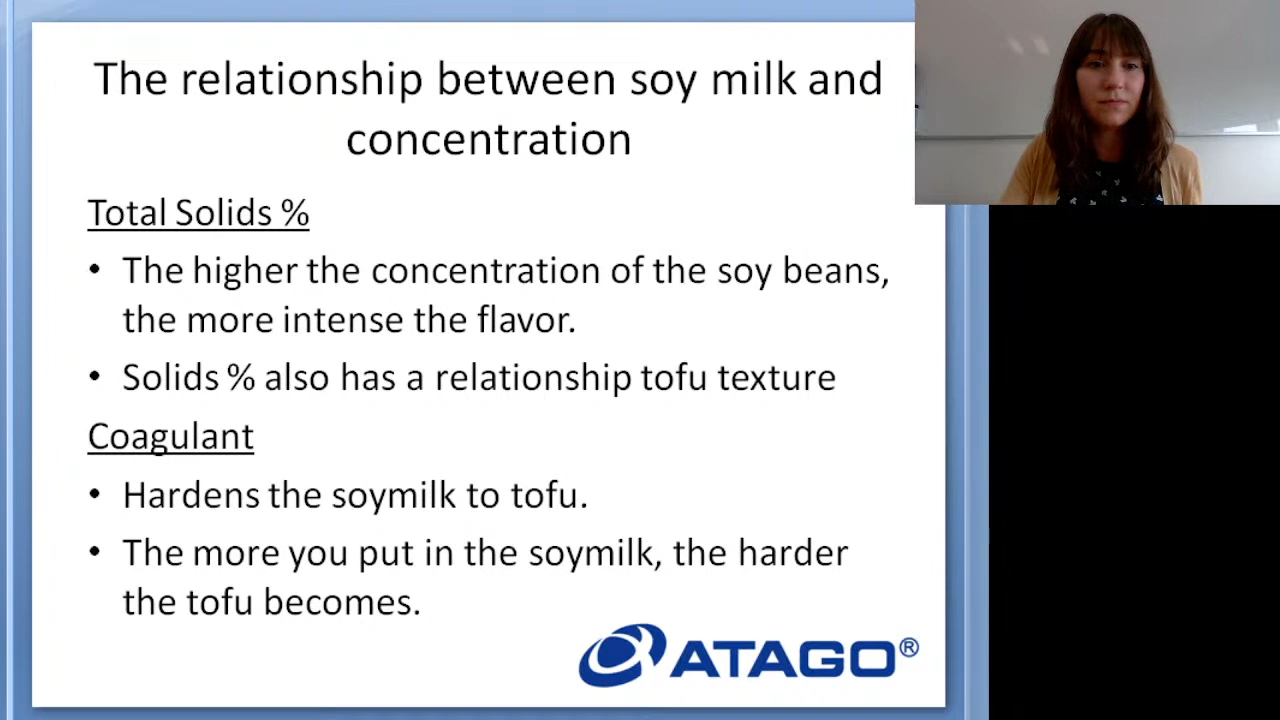 The relationship between soy milk and
concentration
Total Solids %
• The higher the concentration of the soy beans,
the more intense the flavor.
• Solids % also has a relationship tofu texture
Coagulant
• Hardens the soymilk to tofu.
• The more you put in the soymilk, the harder
the tofu becomes.
ATAGO®